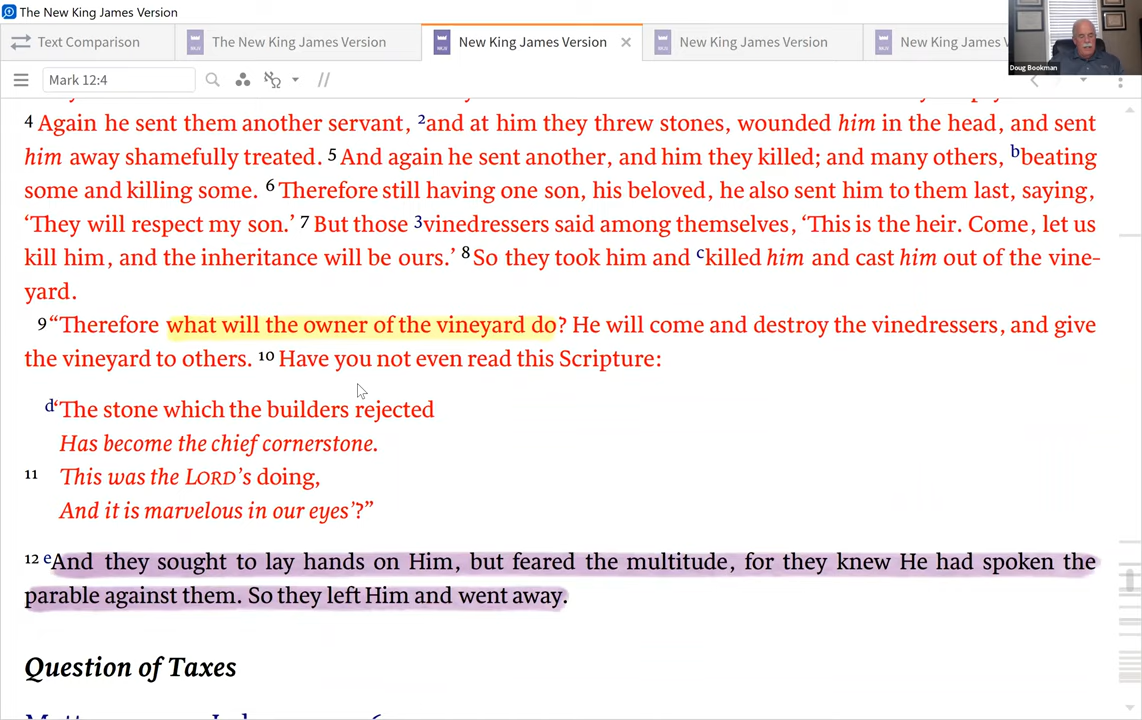 The New King James Version
Text Comparison
The New King James Version
New King James Version
New King James Version
New King James V
Doug Bookman
Mark 12:4
4 Again he sent them another servant, 2and at him they threw stones, wounded him in the head, and sent
him away shamefully treated. 5 And again he sent another, and him they killed; and many others, bbeating
some and killing some. 6 Therefore still having one son, his beloved, he also sent him to them last, saying,
‘They will respect my son.’ 7 But those 3vinedressers said among themselves, ‘This is the heir. Come, let us
kill him, and the inheritance will be ours.’ 8 So they took him and ckilled him and cast him out of the vine-
yard.
9 “Therefore what will the owner of the vineyard do? He will come and destroy the vinedressers, and give
the vineyard to others. 10 Have you not even read this Scripture:
d‘The stone which the builders rejected
Has become the chief cornerstone.
11 This was the LORD’s doing,
And it is marvelous in our eyes’?”
12 eAnd they sought to lay hands on Him, but feared the multitude, for they knew He had spoken the
parable against them. So they left Him and went away.
Question of Taxes